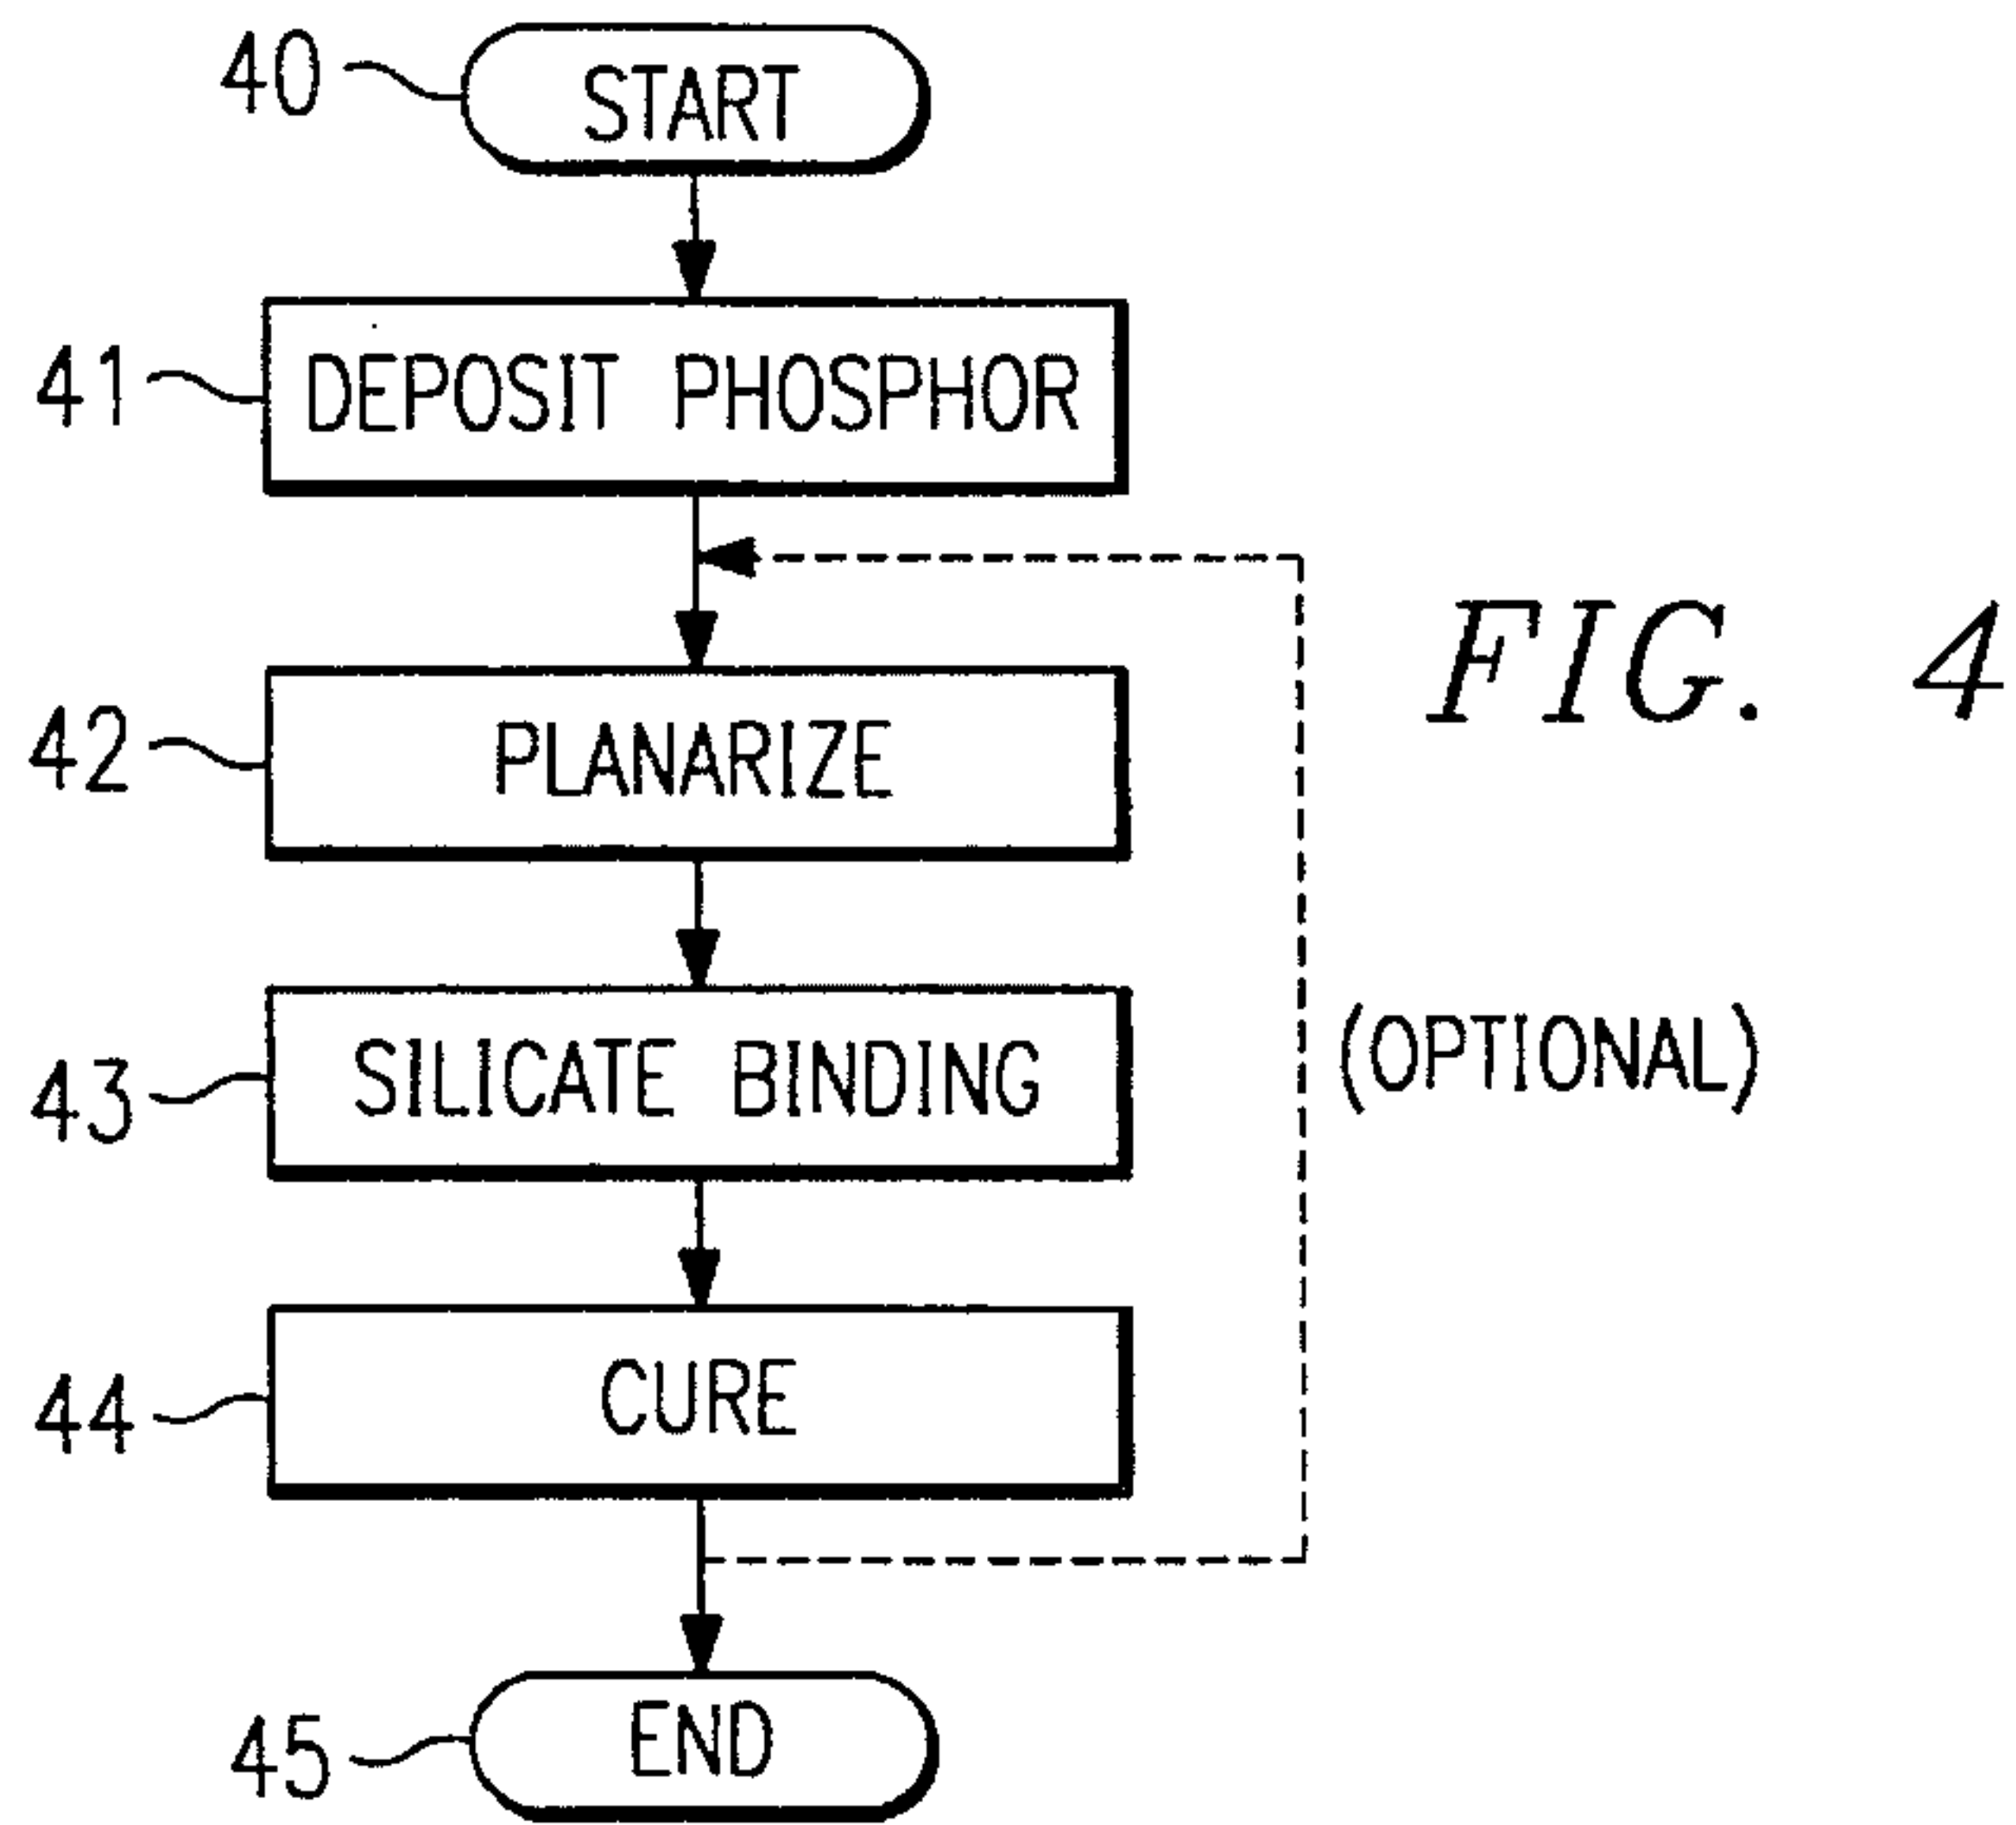 40 START
41 DEPOSIT PHOSPHOR
FIG. 4
42 PLANARIZE
43 SILICATE BINDING
(OPTIONAL)
44 CURE
45 END